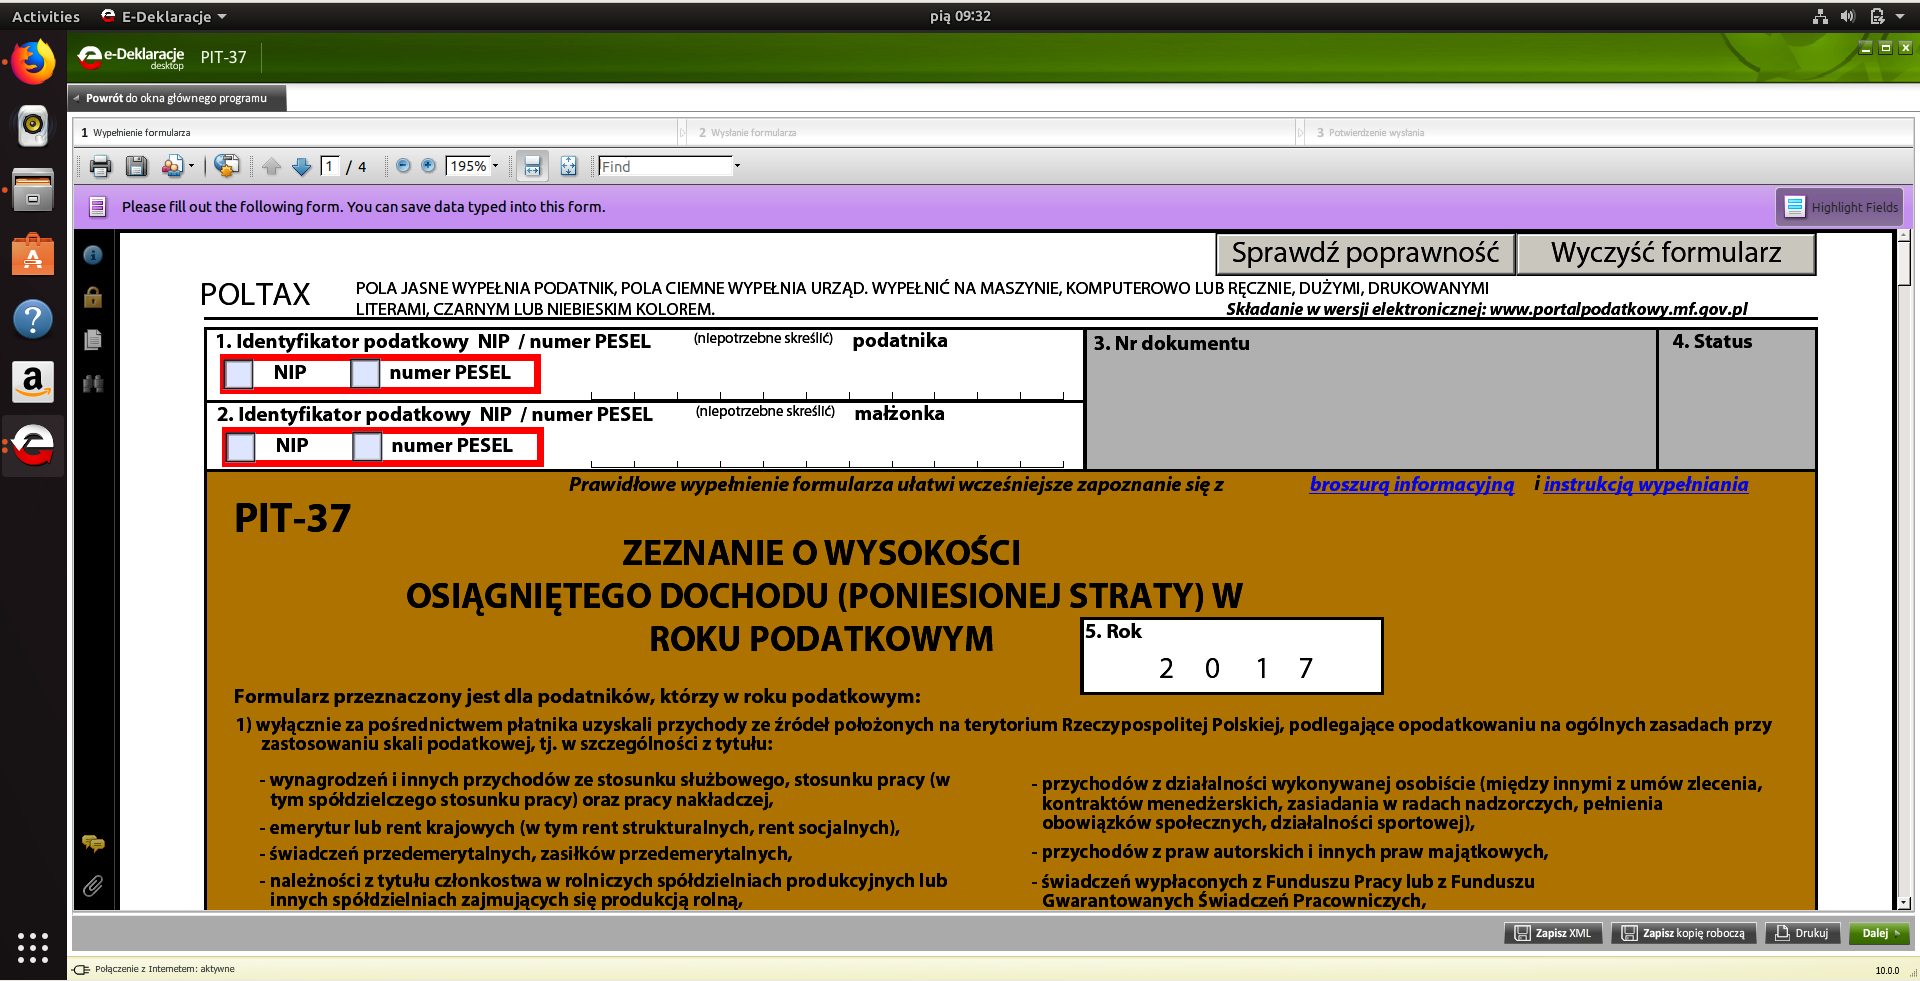 Activities E-Deklaracje pią 09:32
e-Deklaracje desktop PIT-37
Powrót do okna głównego programu
1 Wypełnienie formularza 2 Wysłanie formularza 3 Potwierdzenie wysłania
1 / 4 195% Find
Please fill out the following form. You can save data typed into this form. Highlight Fields
Sprawdź poprawność Wyczyść formularz
POLTAX POLA JASNE WYPEŁNIA PODATNIK, POLA CIEMNE WYPEŁNIA URZĄD. WYPEŁNIĆ NA MASZYNIE, KOMPUTEROWO LUB RĘCZNIE, DUŻYMI, DRUKOWANYMI
LITERAMI, CZARNYM LUB NIEBIESKIM KOLOREM. Składanie w wersji elektronicznej: www.portalpodatkowy.mf.gov.pl
1. Identyfikator podatkowy NIP / numer PESEL (niepotrzebne skreślić) podatnika
NIP numer PESEL
2. Identyfikator podatkowy NIP / numer PESEL (niepotrzebne skreślić) małżonka
NIP numer PESEL
3. Nr dokumentu
4. Status
Prawidłowe wypełnienie formularza ułatwi wcześniejsze zapoznanie się z broszurą informacyjną i instrukcją wypełniania
PIT-37
ZEZNANIE O WYSOKOŚCI
OSIĄGNIĘTEGO DOCHODU (PONIESIONEJ STRATY) W
ROKU PODATKOWYM
5. Rok
2 0 1 7
Formularz przeznaczony jest dla podatników, którzy w roku podatkowym:
1) wyłącznie za pośrednictwem płatnika uzyskali przychody ze źródeł położonych na terytorium Rzeczypospolitej Polskiej, podlegające opodatkowaniu na ogólnych zasadach przy
zastosowaniu skali podatkowej, tj. w szczególności z tytułu:
- wynagrodzeń i innych przychodów ze stosunku służbowego, stosunku pracy (w
tym spółdzielczego stosunku pracy) oraz pracy nakładczej,
- emerytur lub rent krajowych (w tym rent strukturalnych, rent socjalnych),
- świadczeń przedemerytalnych, zasiłków przedemerytalnych,
- należności z tytułu członkostwa w rolniczych spółdzielniach produkcyjnych lub
innych spółdzielniach zajmujących się produkcją rolną,
- przychodów z działalności wykonywanej osobiście (między innymi z umów zlecenia,
kontraktów menedżerskich, zasiadania w radach nadzorczych, pełnienia
obowiązków społecznych, działalności sportowej),
- przychodów z praw autorskich i innych praw majątkowych,
- świadczeń wypłaconych z Funduszu Pracy lub z Funduszu
Gwarantowanych Świadczeń Pracowniczych,
Zapisz XML Zapisz kopię roboczą Drukuj Dalej
Połączenie z Internetem: aktywne 10.0.0